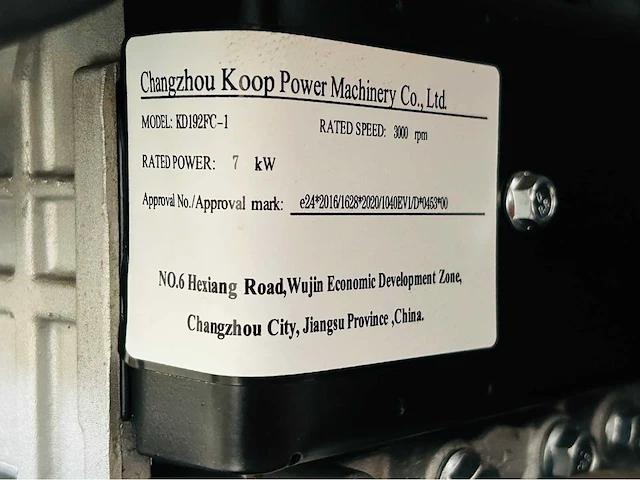 Changzhou Koop Power Machinery Co., Ltd.
MODEL: KD192FC-1 RATED SPEED: 3000 rpm
RATED POWER: 7 kW
Approval No./Approval mark: e24*2016/1628*2020/1040EV1/D*0453*00
NO.6 Hexiang Road,Wujin Economic Development Zone,
Changzhou City, Jiangsu Province ,China.